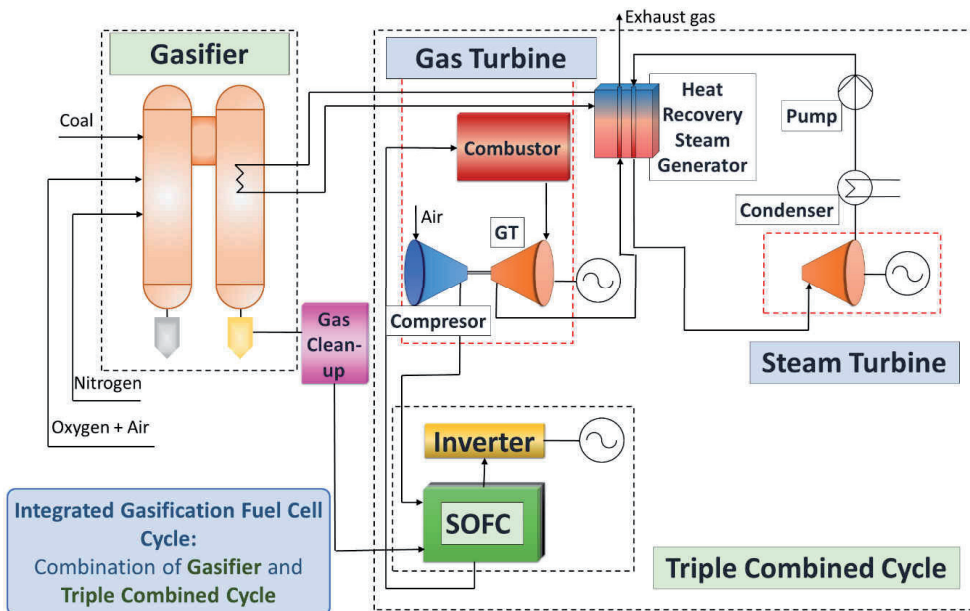 Exhaust gas
Gasifier
Gas Turbine
Heat
Recovery
Steam
Generator
Pump
Coal
Combustor
Condenser
Air
GT
Compresor
Gas
Clean-
up
Steam Turbine
Nitrogen
Oxygen + Air
Inverter
SOFC
Integrated Gasification Fuel Cell
Cycle:
Combination of Gasifier and
Triple Combined Cycle
Triple Combined Cycle